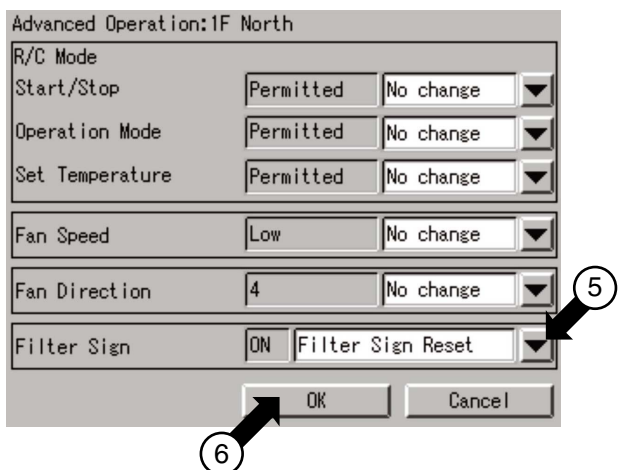 Advanced Operation:1F North
R/C Mode
Start/Stop Permitted No change
Operation Mode Permitted No change
Set Temperature Permitted No change
Fan Speed Low No change
Fan Direction 4 No change
5
Filter Sign ON Filter Sign Reset
OK Cancel
6